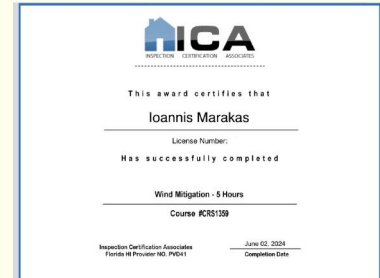 ICA
INSPECTION CERTIFICATION ASSOCIATES
This award certifies that
Ioannis Marakas
License Number:
Has successfully completed
Wind Mitigation - 5 Hours
Course #CRS1359
Inspection Certification Associates
Florida HI Provider NO. PVD41
June 02, 2024
Completion Date